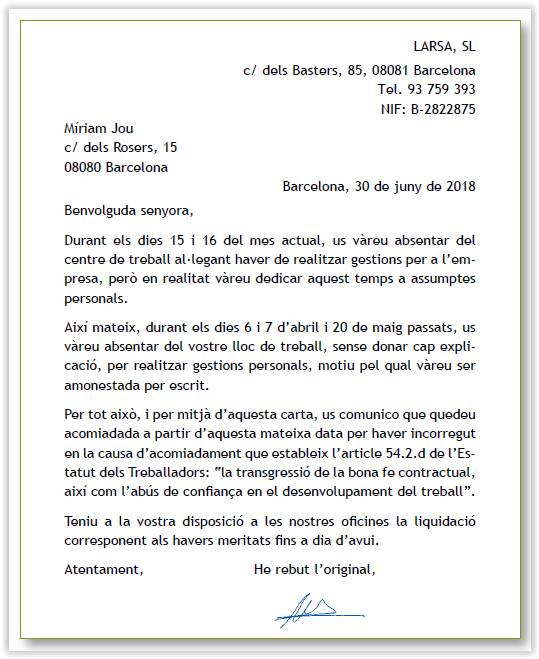 LARSA, SL
c/ dels Basters, 85, 08081 Barcelona
Tel. 93 759 393
NIF: B-2822875
Míriam Jou
c/ dels Rosers, 15
08080 Barcelona
Barcelona, 30 de juny de 2018
Benvolguda senyora,
Durant els dies 15 i 16 del mes actual, us vàreu absentar del
centre de treball al·legant haver de realitzar gestions per a l’em-
presa, però en realitat vàreu dedicar aquest temps a assumptes
personals.
Així mateix, durant els dies 6 i 7 d’abril i 20 de maig passats, us
vàreu absentar del vostre lloc de treball, sense donar cap expli-
cació, per realitzar gestions personals, motiu pel qual vàreu ser
amonestada per escrit.
Per tot això, i per mitjà d’aquesta carta, us comunico que quedeu
acomiadada a partir d’aquesta mateixa data per haver incorregut
en la causa d’acomiadament que estableix l’article 54.2.d de l’Es-
tatut dels Treballadors: “la transgressió de la bona fe contractual,
així com l’abús de confiança en el desenvolupament del treball”.
Teniu a la vostra disposició a les nostres oficines la liquidació
corresponent als havers meritats fins a dia d’avui.
Atentament, He rebut l’original,